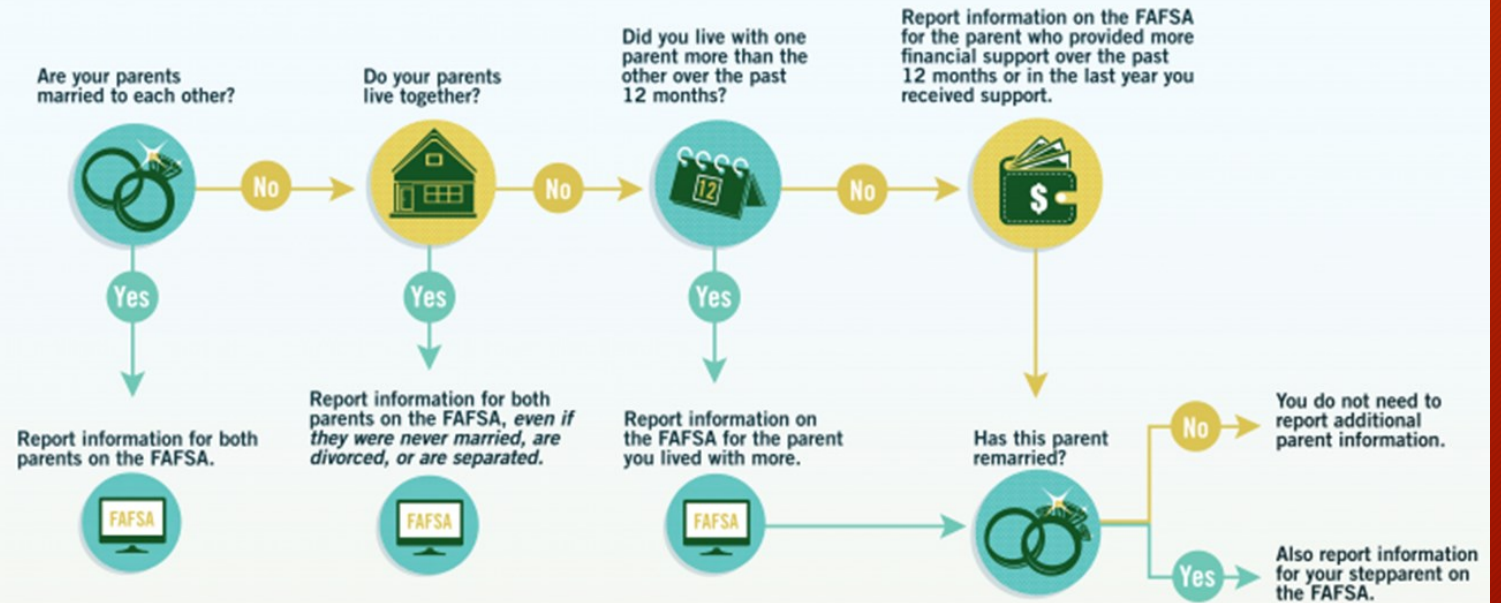 Are your parents
married to each other?
Do your parents
live together?
Did you live with one
parent more than the
other over the past
12 months?
Report information on the FAFSA
for the parent who provided more
financial support over the past
12 months or in the last year you
received support.
No
No
12
No
$
Yes
Yes
Yes
Report information for both
parents on the FAFSA.
FAFSA
Report information for both
parents on the FAFSA, even if
they were never married, are
divorced, or are separated.
FAFSA
Report information on
the FAFSA for the parent
you lived with more.
FAFSA
Has this parent
remarried?
No
You do not need to
report additional
parent information.
Yes
Also report information
for your stepparent on
the FAFSA.